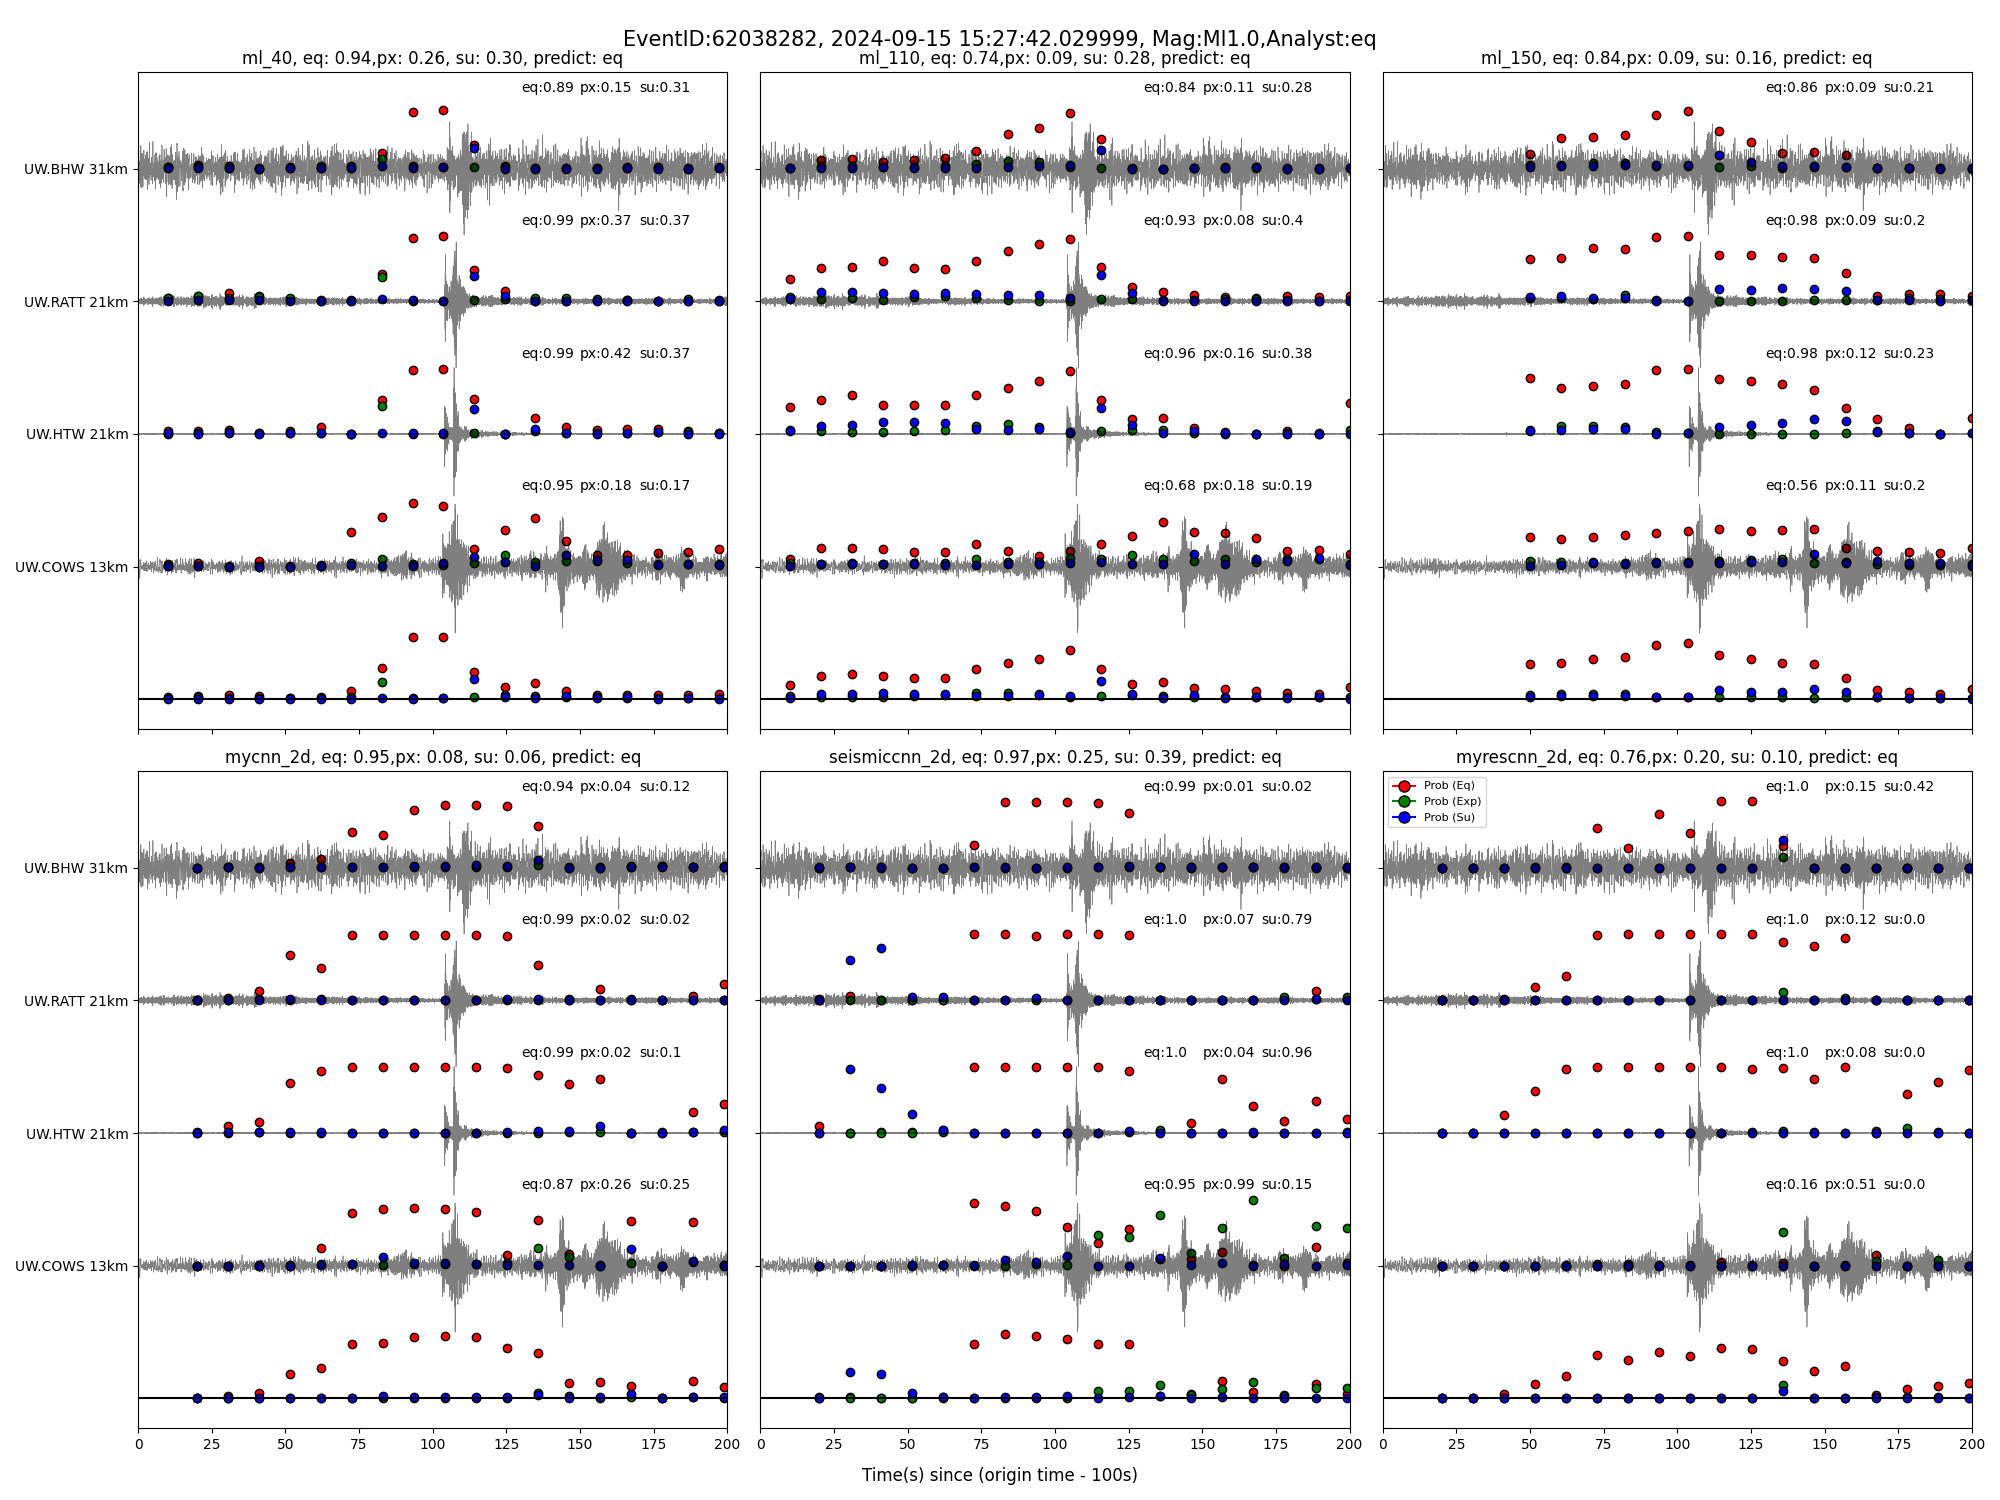 EventID:62038282, 2024-09-15 15:27:42.029999, Mag:Ml1.0,Analyst:eq
ml_40, eq: 0.94,px: 0.26, su: 0.30, predict: eq
eq:0.89 px:0.15 su:0.31
UW.BHW 31km
eq:0.99 px:0.37 su:0.37
UW.RATT 21km
eq:0.99 px:0.42 su:0.37
UW.HTW 21km
eq:0.95 px:0.18 su:0.17
UW.COWS 13km
ml_110, eq: 0.74,px: 0.09, su: 0.28, predict: eq
eq:0.84 px:0.11 su:0.28
eq:0.93 px:0.08 su:0.4
eq:0.96 px:0.16 su:0.38
eq:0.68 px:0.18 su:0.19
ml_150, eq: 0.84,px: 0.09, su: 0.16, predict: eq
eq:0.86 px:0.09 su:0.21
eq:0.98 px:0.09 su:0.2
eq:0.98 px:0.12 su:0.23
eq:0.56 px:0.11 su:0.2
mycnn_2d, eq: 0.95,px: 0.08, su: 0.06, predict: eq
eq:0.94 px:0.04 su:0.12
UW.BHW 31km
eq:0.99 px:0.02 su:0.02
UW.RATT 21km
eq:0.99 px:0.02 su:0.1
UW.HTW 21km
eq:0.87 px:0.26 su:0.25
UW.COWS 13km
0 25 50 75 100 125 150 175 200
seismiccnn_2d, eq: 0.97,px: 0.25, su: 0.39, predict: eq
eq:0.99 px:0.01 su:0.02
eq:1.0 px:0.07 su:0.79
eq:1.0 px:0.04 su:0.96
eq:0.95 px:0.99 su:0.15
0 25 50 75 100 125 150 175 200
myrescnn_2d, eq: 0.76,px: 0.20, su: 0.10, predict: eq
Prob (Eq)
Prob (Exp)
Prob (Su)
eq:1.0 px:0.15 su:0.42
eq:1.0 px:0.12 su:0.0
eq:1.0 px:0.08 su:0.0
eq:0.16 px:0.51 su:0.0
0 25 50 75 100 125 150 175 200
Time(s) since (origin time - 100s)